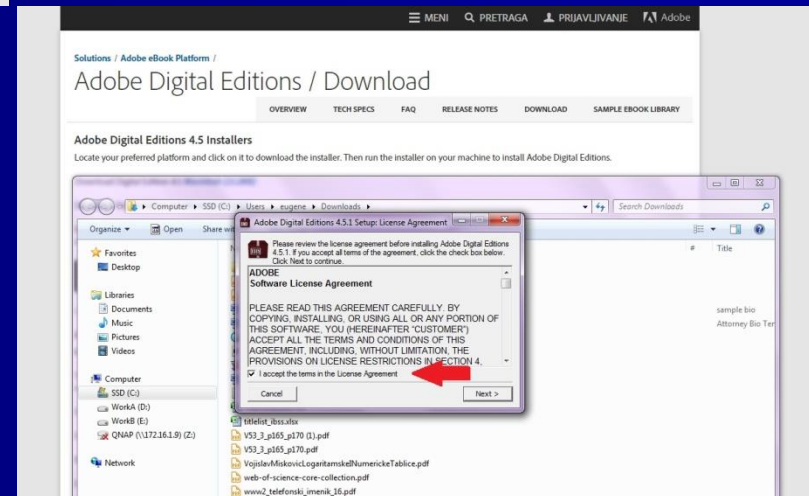 MENI PRETRAGA PRIJAVLJIVANJE Adobe
Solutions / Adobe eBook Platform /
Adobe Digital Editions / Download
OVERVIEW TECH SPECS FAQ RELEASE NOTES DOWNLOAD SAMPLE EBOOK LIBRARY
Adobe Digital Editions 4.5 Installers
Locate your preferred platform and click on it to download the installer. Then run the installer on your machine to install Adobe Digital Editions.
Computer SSD (C:) Users eugene Downloads Search Downloads
Organize Open Share
Adobe Digital Editions 4.5.1 Setup: License Agreement
Please review the license agreement before installing Adobe Digital Editions
4.5.1. If you accept all terms of the agreement, click the check box below.
Click Next to continue.
ADOBE
Software License Agreement
PLEASE READ THIS AGREEMENT CAREFULLY. BY
COPYING, INSTALLING, OR USING ALL OR ANY PORTION OF
THIS SOFTWARE, YOU (HEREINAFTER "CUSTOMER")
ACCEPT ALL THE TERMS AND CONDITIONS OF THIS
AGREEMENT, INCLUDING, WITHOUT LIMITATION, THE
PROVISIONS ON LICENSE RESTRICTIONS IN SECTION 4,
I accept the terms in the License Agreement
Cancel Next >
Favorites
Desktop
Libraries
Documents
Music
Pictures
Videos
Computer
SSD (C:)
WorkA (D:)
WorkB (E:)
QNAP (\\172.16.1.9) (Z:)
Network
# Title
sample bio
Attorney Bio Ter
titlelist_ibss.xlsx
V53_3_p165_p170 (1).pdf
V53_3_p165_p170.pdf
VojislavMiskovicLogaritamskeINumerickeTablice.pdf
web-of-science-core-collection.pdf
www2_telefonski_imenik_16.pdf